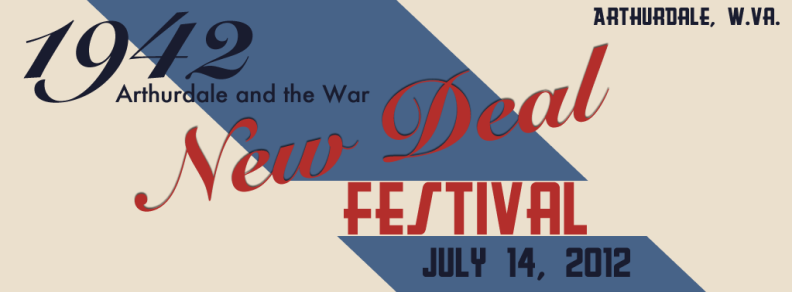 ARTHURDALE, W.VA.
1942
Arthurdale and the War
New Deal
FESTIVAL
JULY 14, 2012